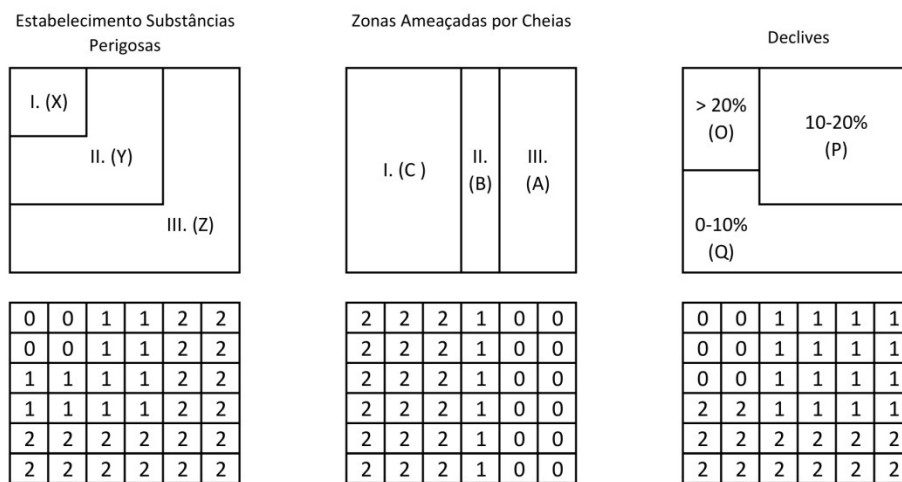 Estabelecimento Substâncias
Perigosas
Zonas Ameaçadas por Cheias
Declives
I. (X)
II. (Y)
III. (Z)
I. (C )
II.
(B)
III.
(A)
> 20%
(O)
10-20%
(P)
0-10%
(Q)
0 0 1 1 2 2
0 0 1 1 2 2
1 1 1 1 2 2
1 1 1 1 2 2
2 2 2 2 2 2
2 2 2 2 2 2
2 2 2 1 0 0
2 2 2 1 0 0
2 2 2 1 0 0
2 2 2 1 0 0
2 2 2 1 0 0
2 2 2 1 0 0
0 0 1 1 1 1
0 0 1 1 1 1
0 0 1 1 1 1
2 2 1 1 1 1
2 2 2 2 2 2
2 2 2 2 2 2